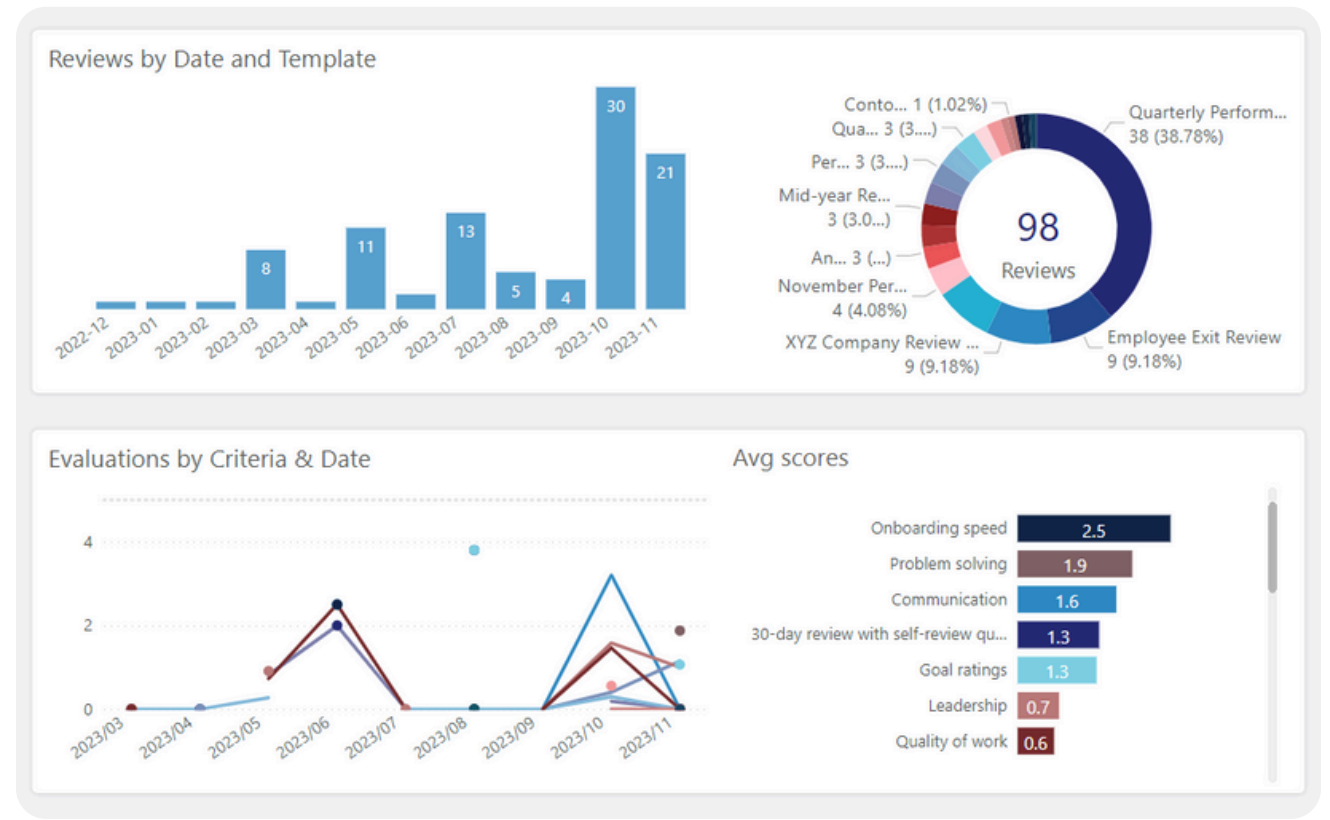 Reviews by Date and Template
30
21
13
11
8
5
4
2022-12
2023-01
2023-02
2023-03
2023-04
2023-05
2023-06
2023-07
2023-08
2023-09
2023-10
2023-11
Conto... 1 (1.02%)
Qua... 3 (3....)
Per... 3 (3....)
Mid-year Re...
3 (3.0...)
An... 3 (...)
November Per...
4 (4.08%)
XYZ Company Review ...
9 (9.18%)
Quarterly Perform...
38 (38.78%)
98
Reviews
Employee Exit Review
9 (9.18%)
Evaluations by Criteria & Date
4
2
0
2023/03
2023/04
2023/05
2023/06
2023/07
2023/08
2023/09
2023/10
2023/11
Avg scores
Onboarding speed 2.5
Problem solving 1.9
Communication 1.6
30-day review with self-review qu... 1.3
Goal ratings 1.3
Leadership 0.7
Quality of work 0.6